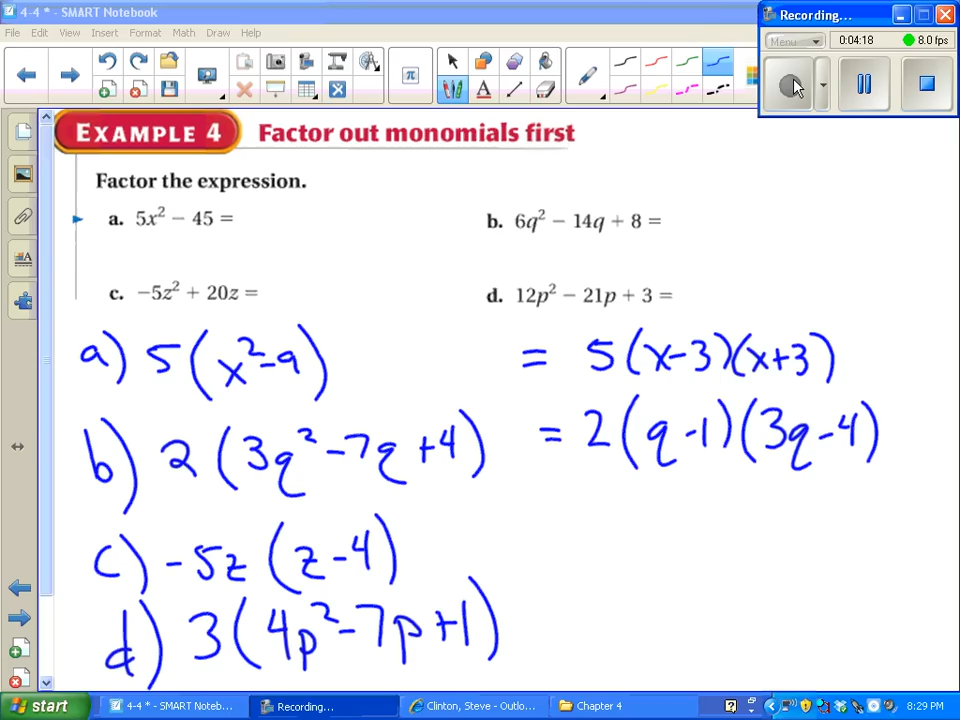 4-4 * - SMART Notebook
File Edit View Insert Format Math Draw Help
Recording...
Menu 0:04:18 8.0 fps
EXAMPLE 4 Factor out monomials first
Factor the expression.
a. 5x² − 45 =
b. 6q² − 14q + 8 =
c. −5z² + 20z =
d. 12p² − 21p + 3 =
a) 5(x²-9) = 5(x-3)(x+3)
b) 2(3q²-7q+4) = 2(q-1)(3q-4)
c) -5z(z-4)
d) 3(4p²-7p+1)
start 4-4 * - SMART Noteb... Recording... Clinton, Steve - Outlo... Chapter 4 8:29 PM